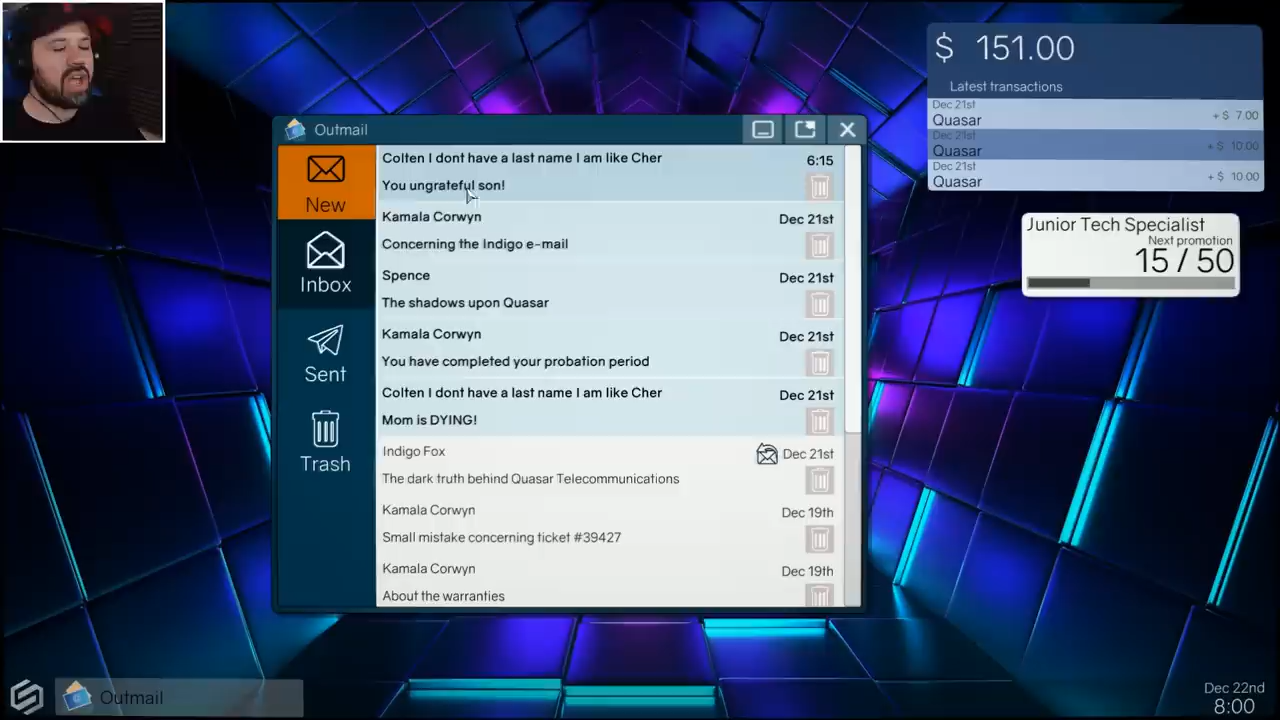 $ 151.00
Latest transactions
Dec 21st
Quasar + $ 7.00
Dec 21st
Quasar + $ 10.00
Dec 21st
Quasar + $ 10.00
Junior Tech Specialist
Next promotion
15 / 50
Outmail
New
Inbox
Sent
Trash
Colten I dont have a last name I am like Cher 6:15
You ungrateful son!
Kamala Corwyn Dec 21st
Concerning the Indigo e-mail
Spence Dec 21st
The shadows upon Quasar
Kamala Corwyn Dec 21st
You have completed your probation period
Colten I dont have a last name I am like Cher Dec 21st
Mom is DYING!
Indigo Fox Dec 21st
The dark truth behind Quasar Telecommunications
Kamala Corwyn Dec 19th
Small mistake concerning ticket #39427
Kamala Corwyn Dec 19th
About the warranties
Outmail
Dec 22nd
8:00